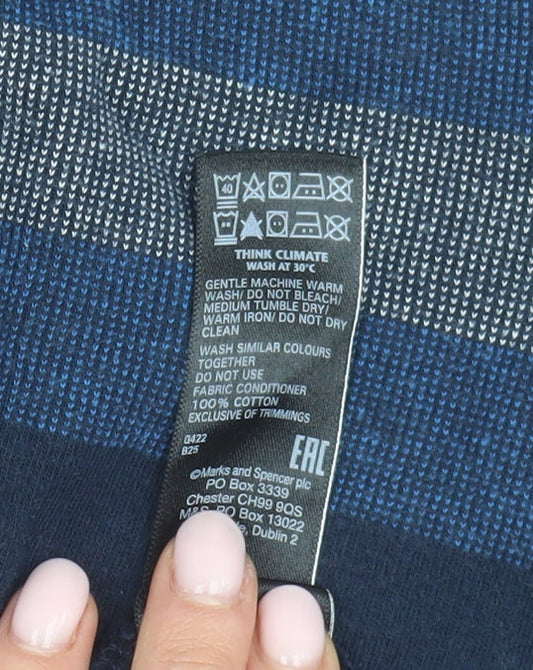 40
THINK CLIMATE
WASH AT 30°C
GENTLE MACHINE WARM
WASH/ DO NOT BLEACH/
MEDIUM TUMBLE DRY/
WARM IRON/ DO NOT DRY
CLEAN
WASH SIMILAR COLOURS
TOGETHER
DO NOT USE
FABRIC CONDITIONER
100% COTTON
EXCLUSIVE OF TRIMMINGS
0422
B25
EAC
©Marks and Spencer plc
PO Box 3339
Chester CH99 9QS
M&S, PO Box 13022
Dublin 2